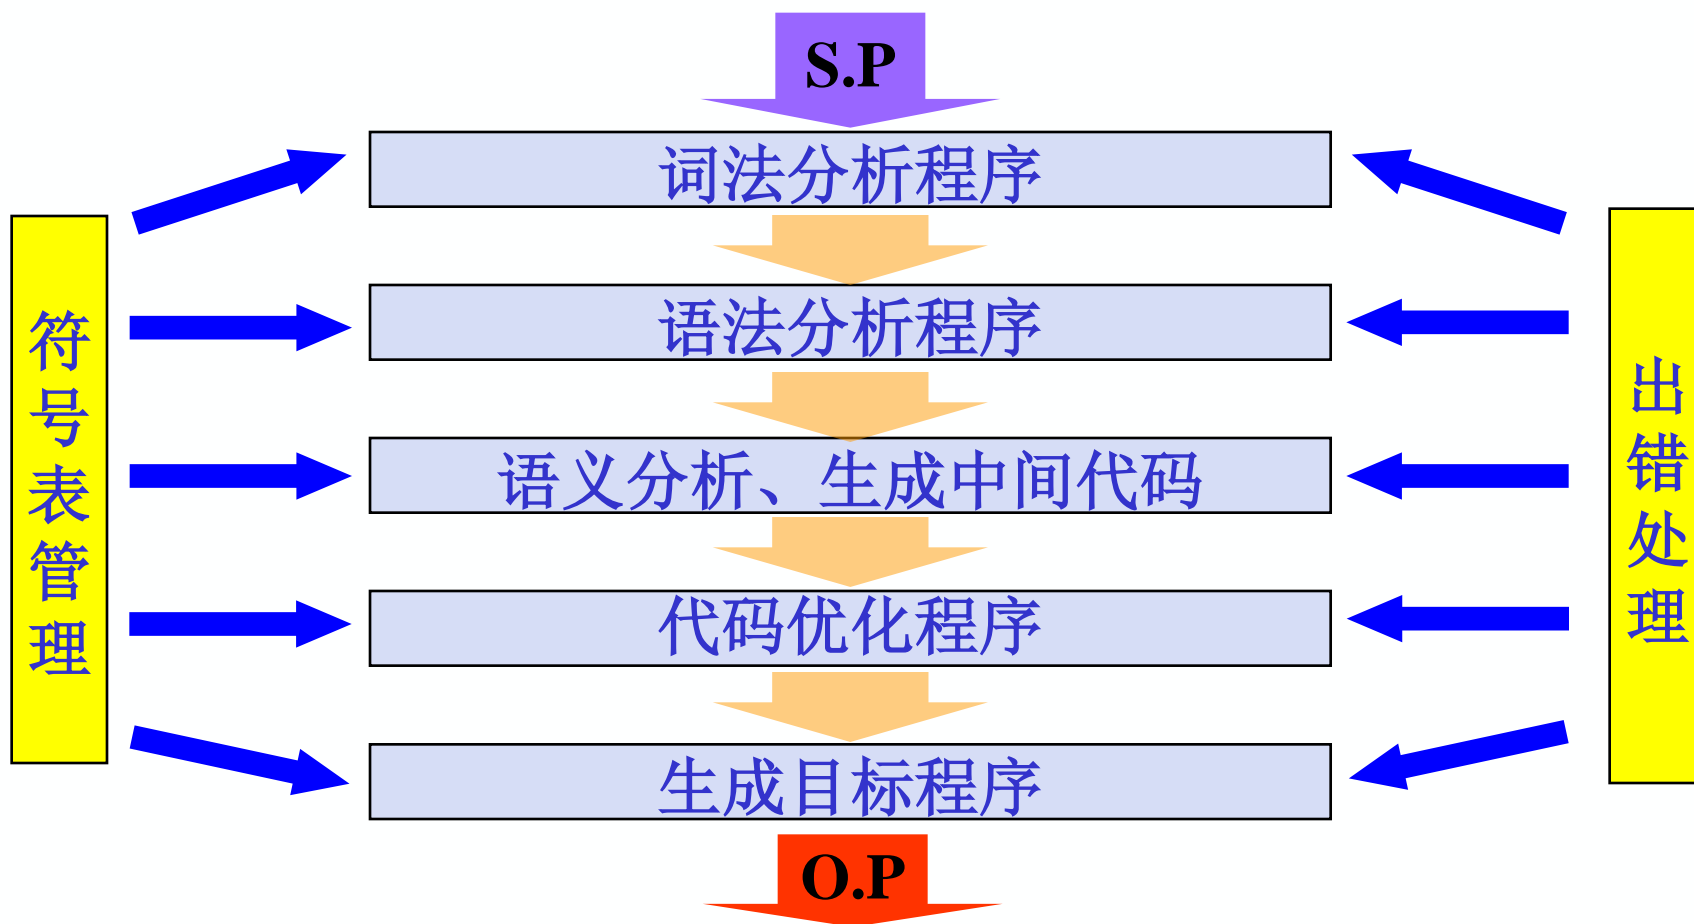 S.P
词法分析程序
语法分析程序
语义分析、生成中间代码
代码优化程序
生成目标程序
O.P
符号表管理
出错处理